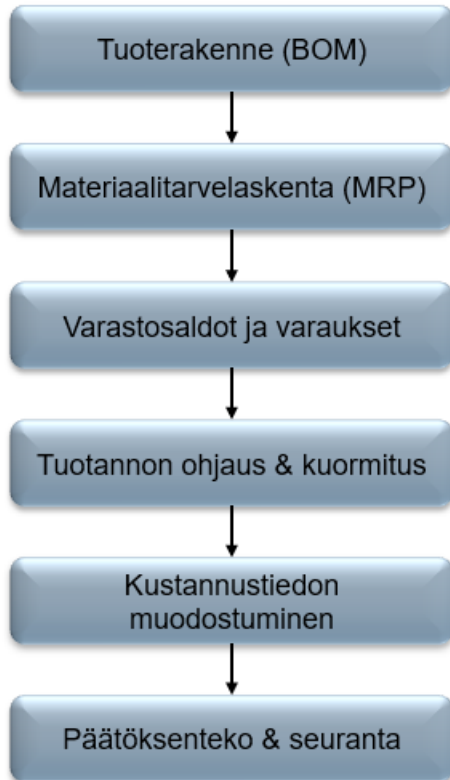 Tuoterakenne (BOM)
Materiaalitarvelaskenta (MRP)
Varastosaldot ja varaukset
Tuotannon ohjaus & kuormitus
Kustannustiedon
muodostuminen
Päätöksenteko & seuranta